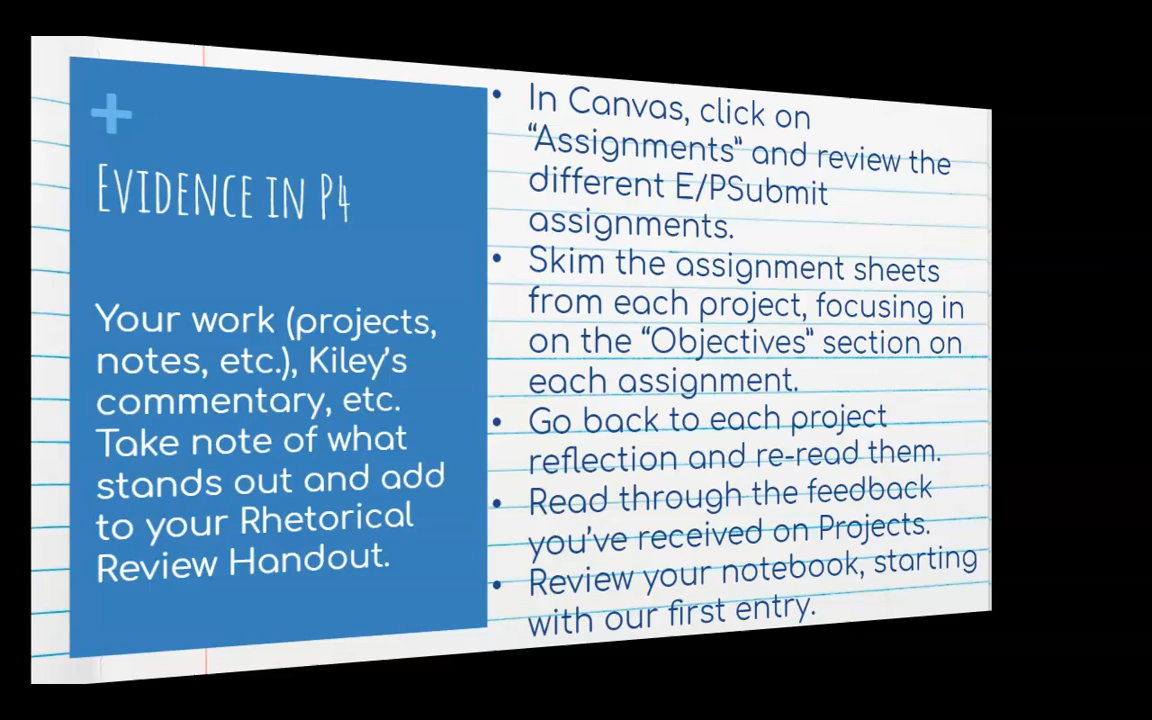 EVIDENCE IN P4
Your work (projects,
notes, etc.), Kiley's
commentary, etc.
Take note of what
stands out and add
to your Rhetorical
Review Handout.
• In Canvas, click on
"Assignments" and review the
different E/PSubmit
assignments.
• Skim the assignment sheets
from each project, focusing in
on the "Objectives" section on
each assignment.
• Go back to each project
reflection and re-read them.
• Read through the feedback
you've received on Projects.
• Review your notebook, starting
with our first entry.